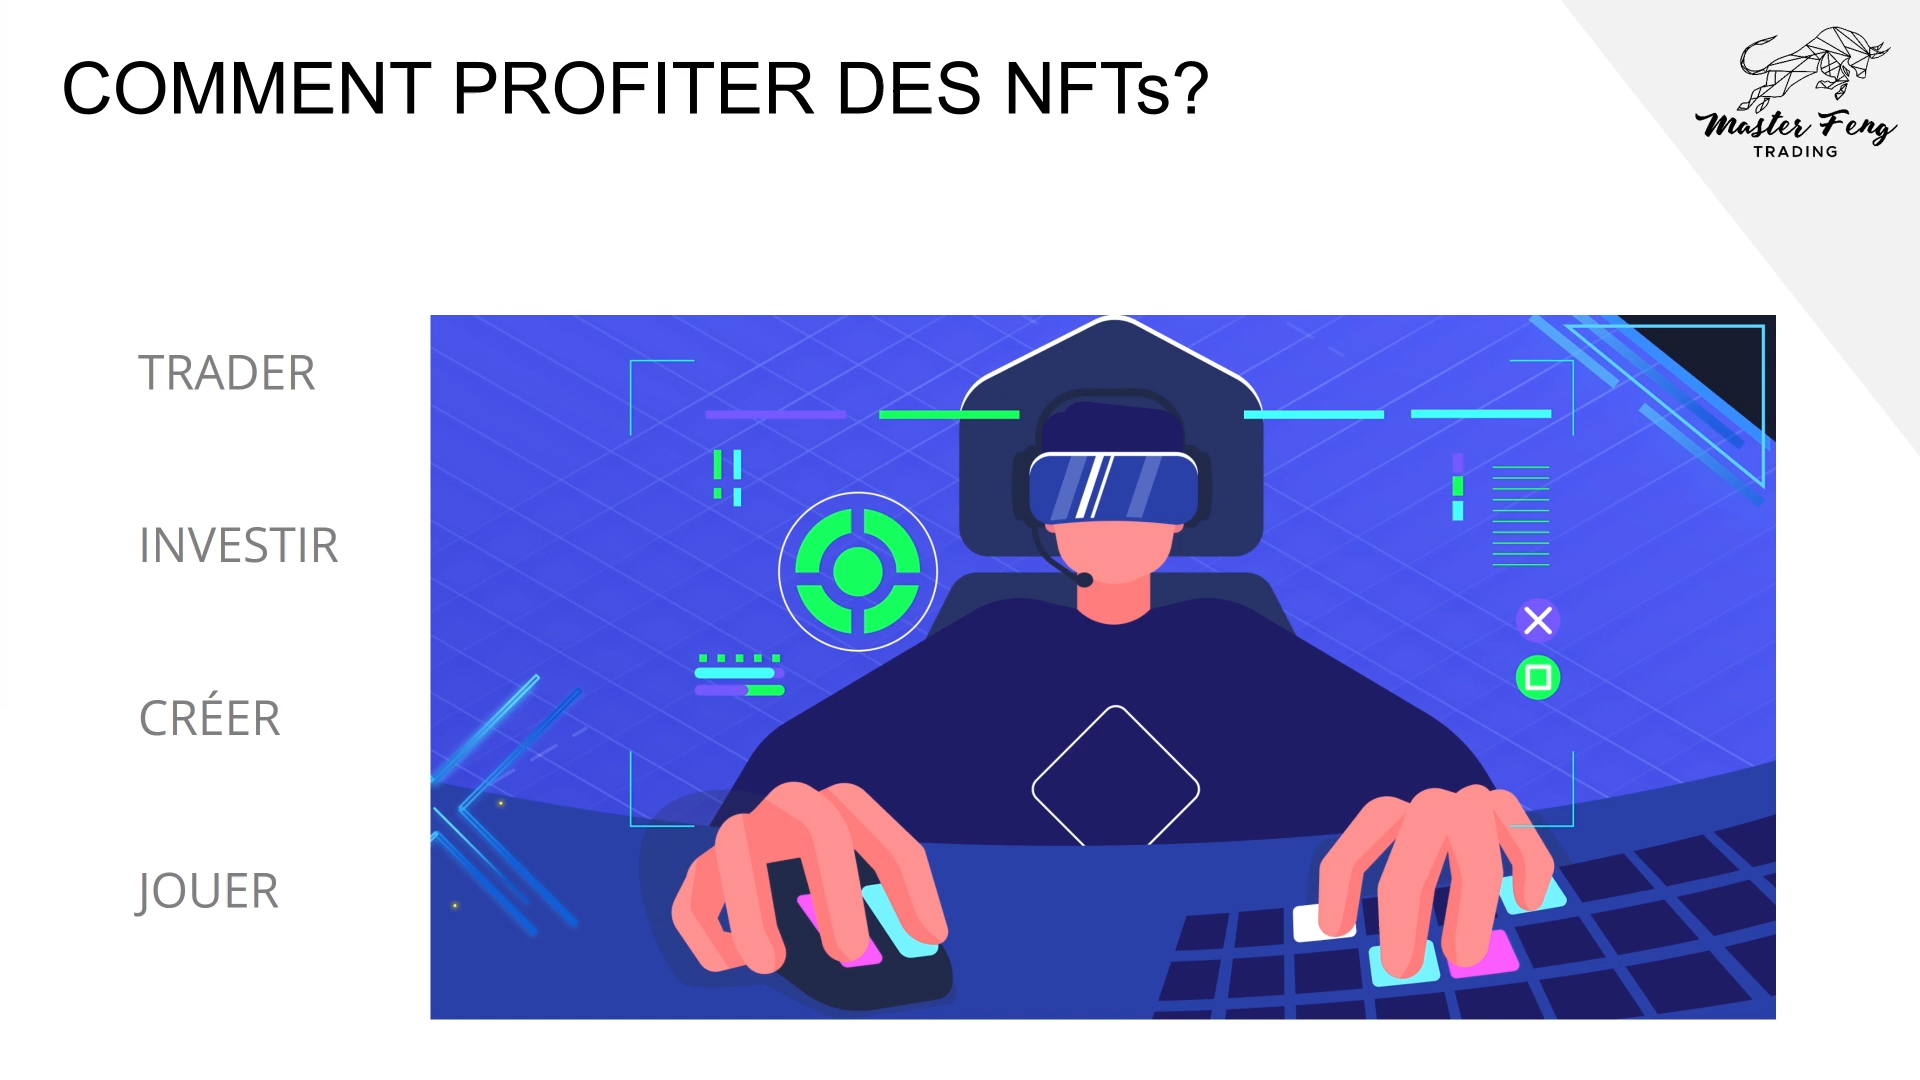 COMMENT PROFITER DES NFTs?
Master Feng
TRADING
TRADER
INVESTIR
CRÉER
JOUER